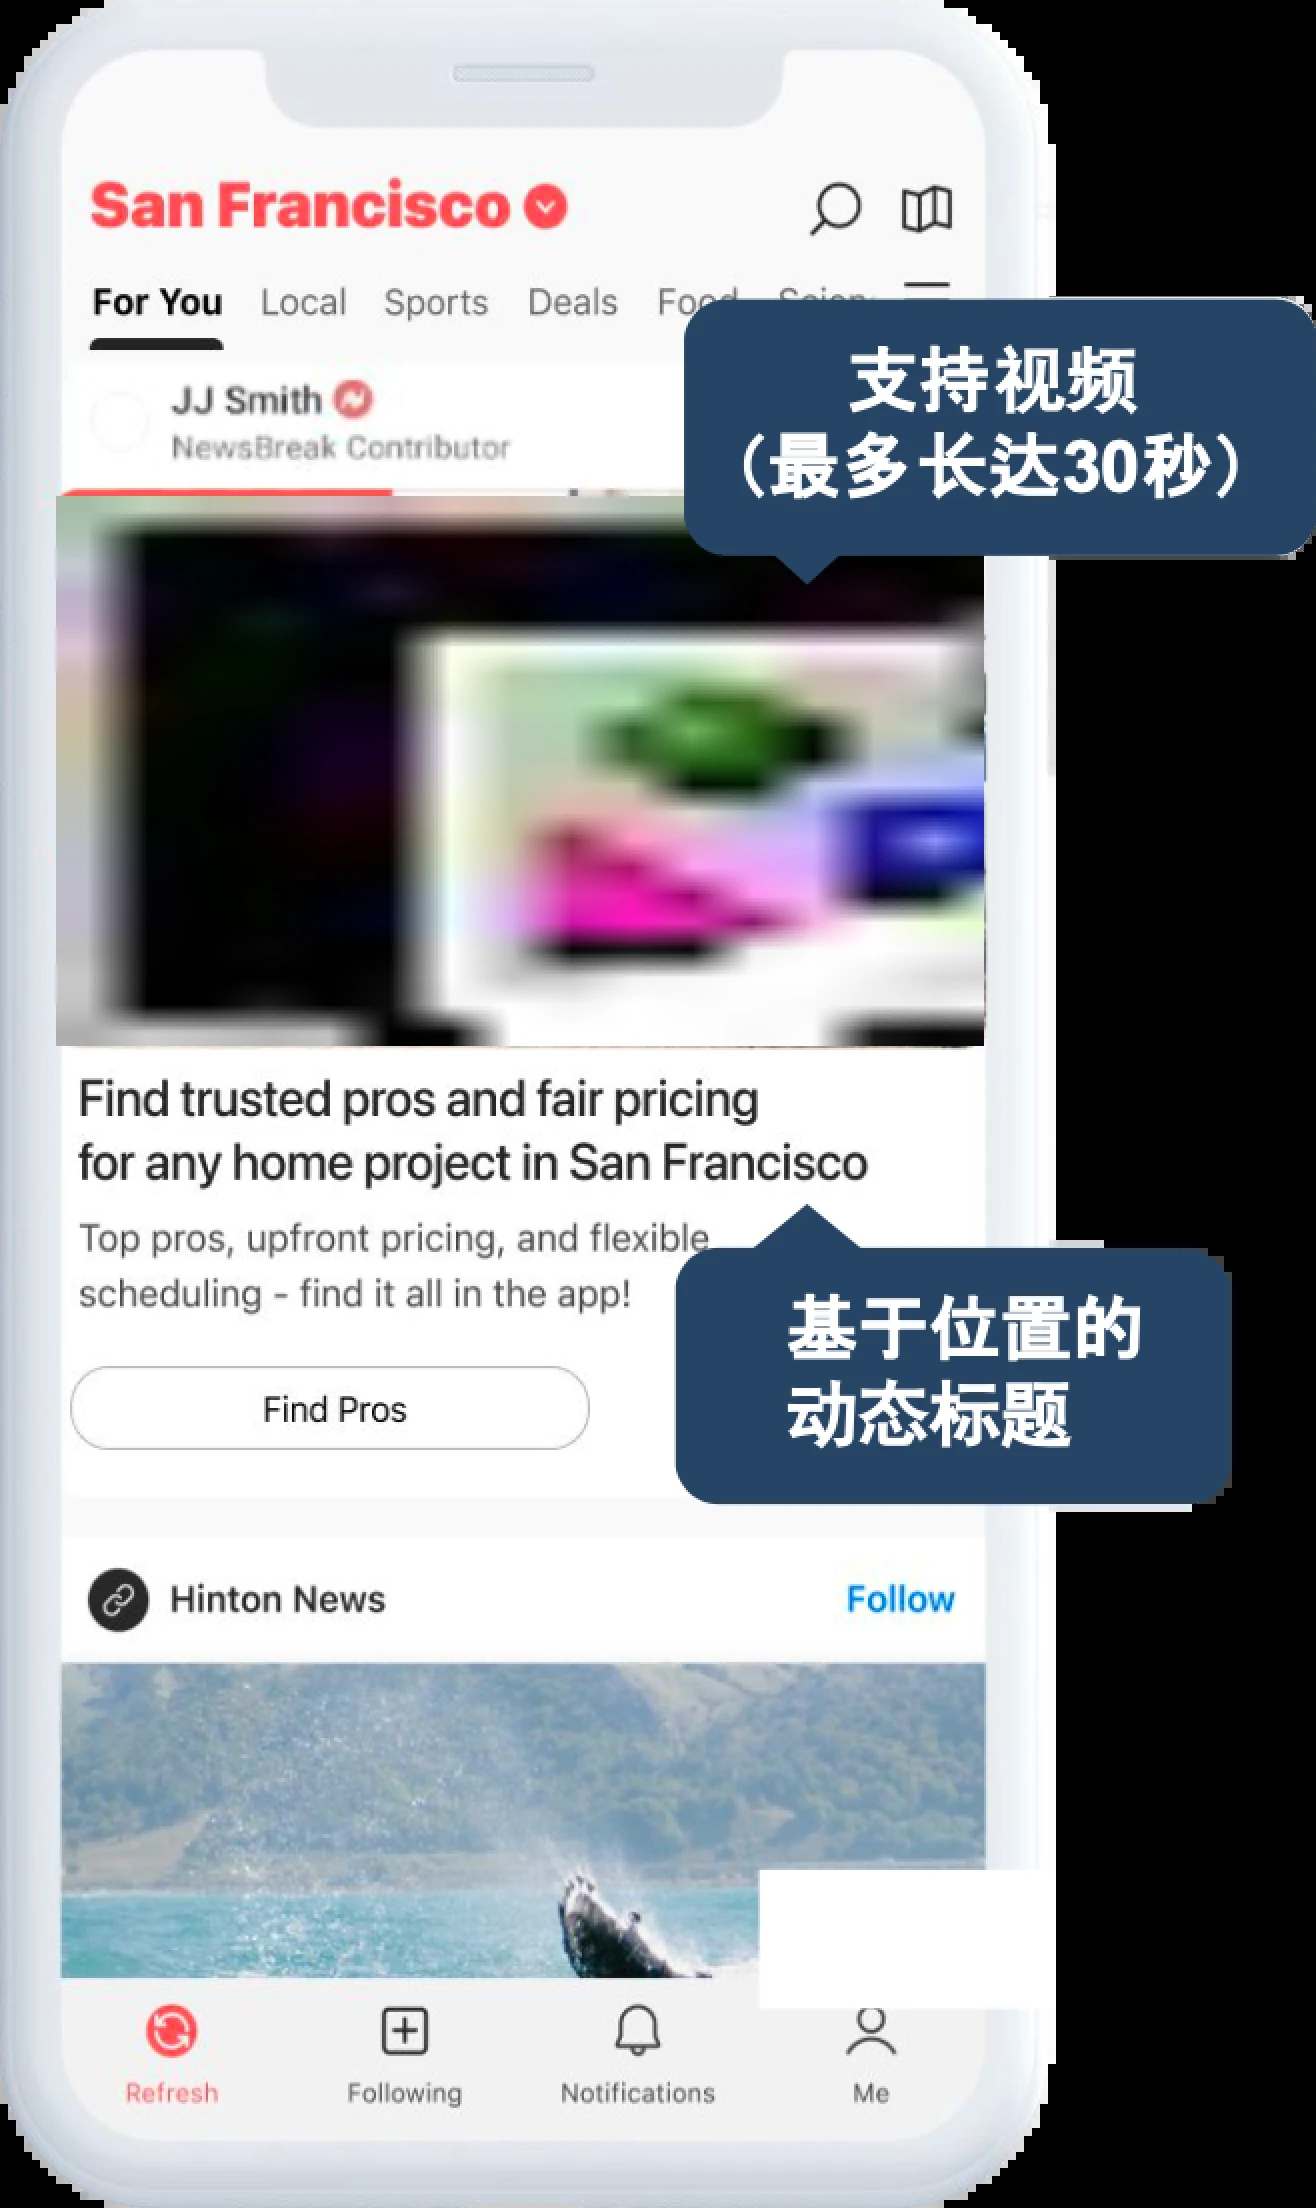 San Francisco
For You Local Sports Deals
JJ Smith
NewsBreak Contributor
支持视频
（最多长达30秒）
Find trusted pros and fair pricing
for any home project in San Francisco
Top pros, upfront pricing, and flexible
scheduling - find it all in the app!
基于位置的
动态标题
Find Pros
Hinton News
Follow
Refresh Following Notifications Me